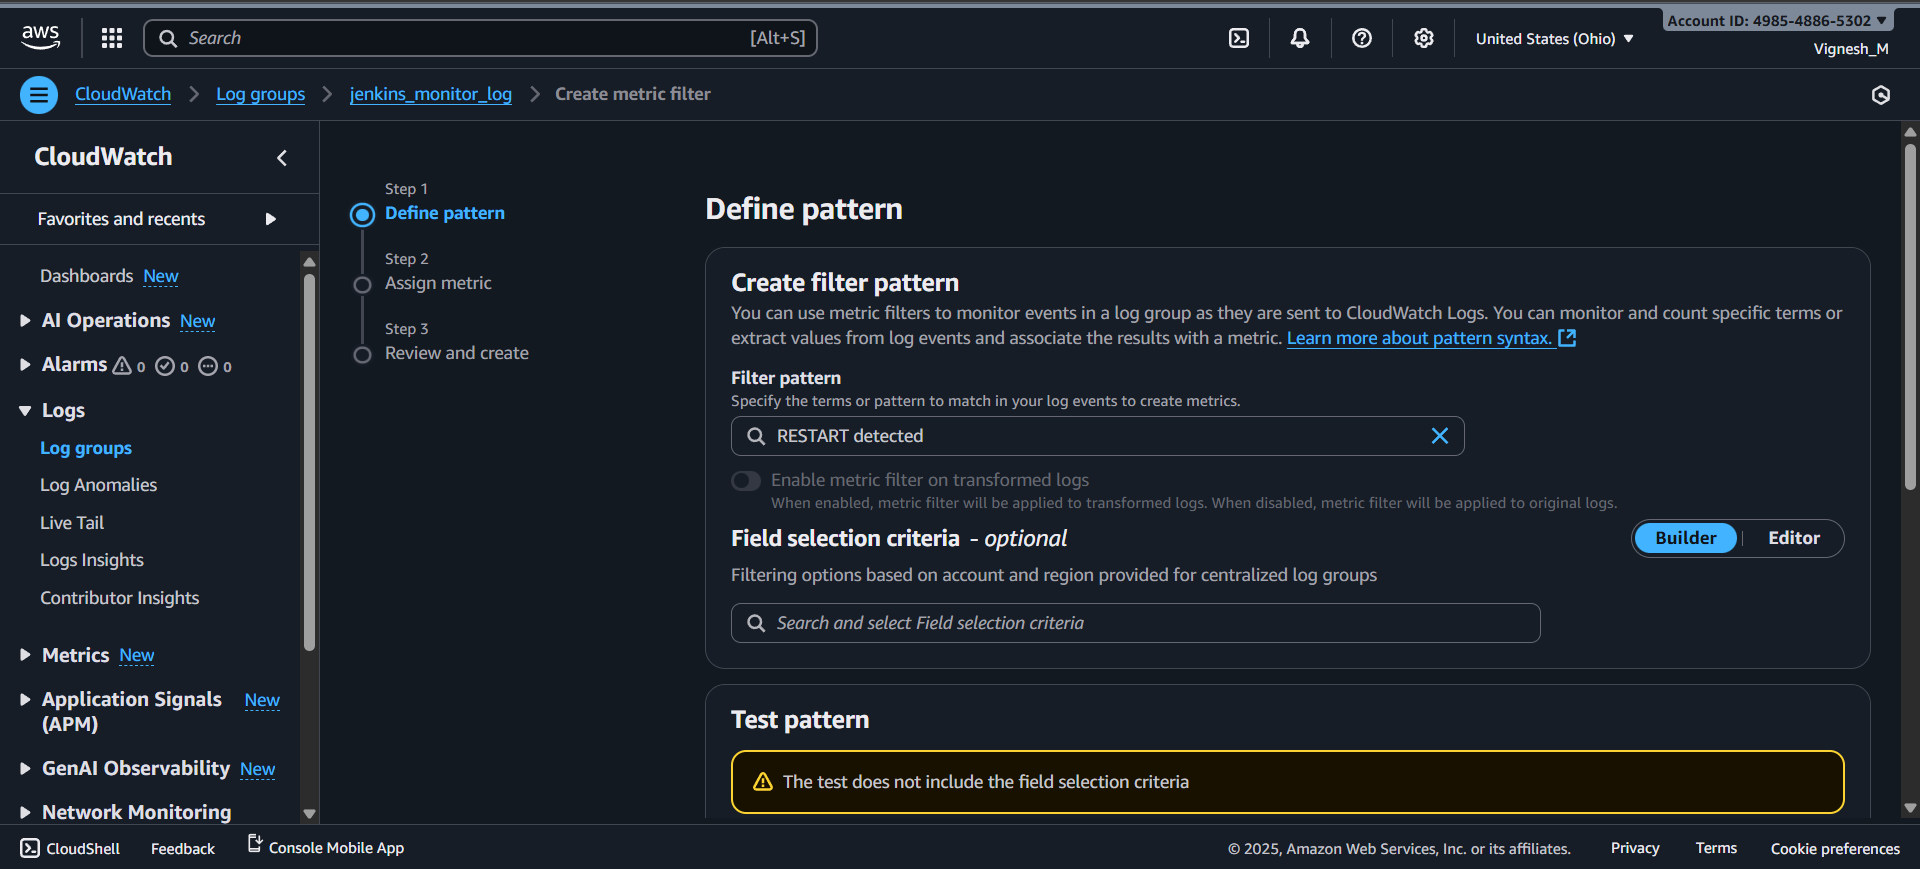 aws
Search
[Alt+S]
United States (Ohio)
Account ID: 4985-4886-5302
Vignesh_M
CloudWatch
Log groups
jenkins_monitor_log
Create metric filter
CloudWatch
Favorites and recents
Dashboards New
AI Operations New
Alarms 0 0 0
Logs
Log groups
Log Anomalies
Live Tail
Logs Insights
Contributor Insights
Metrics New
Application Signals New
(APM)
GenAI Observability New
Network Monitoring
Step 1
Define pattern
Step 2
Assign metric
Step 3
Review and create
Define pattern
Create filter pattern
You can use metric filters to monitor events in a log group as they are sent to CloudWatch Logs. You can monitor and count specific terms or
extract values from log events and associate the results with a metric. Learn more about pattern syntax.
Filter pattern
Specify the terms or pattern to match in your log events to create metrics.
RESTART detected
Enable metric filter on transformed logs
When enabled, metric filter will be applied to transformed logs. When disabled, metric filter will be applied to original logs.
Field selection criteria - optional
Builder
Editor
Filtering options based on account and region provided for centralized log groups
Search and select Field selection criteria
Test pattern
The test does not include the field selection criteria
CloudShell
Feedback
Console Mobile App
© 2025, Amazon Web Services, Inc. or its affiliates.
Privacy
Terms
Cookie preferences